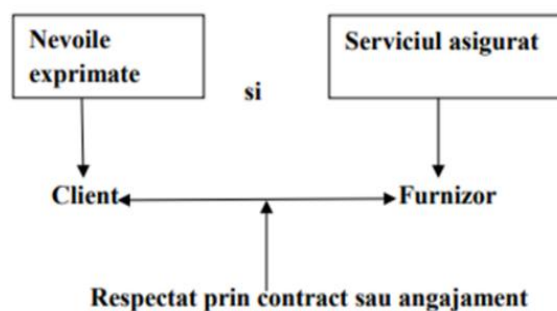 Nevoile
exprimate
si
Serviciul asigurat
Client
Furnizor
Respectat prin contract sau angajament